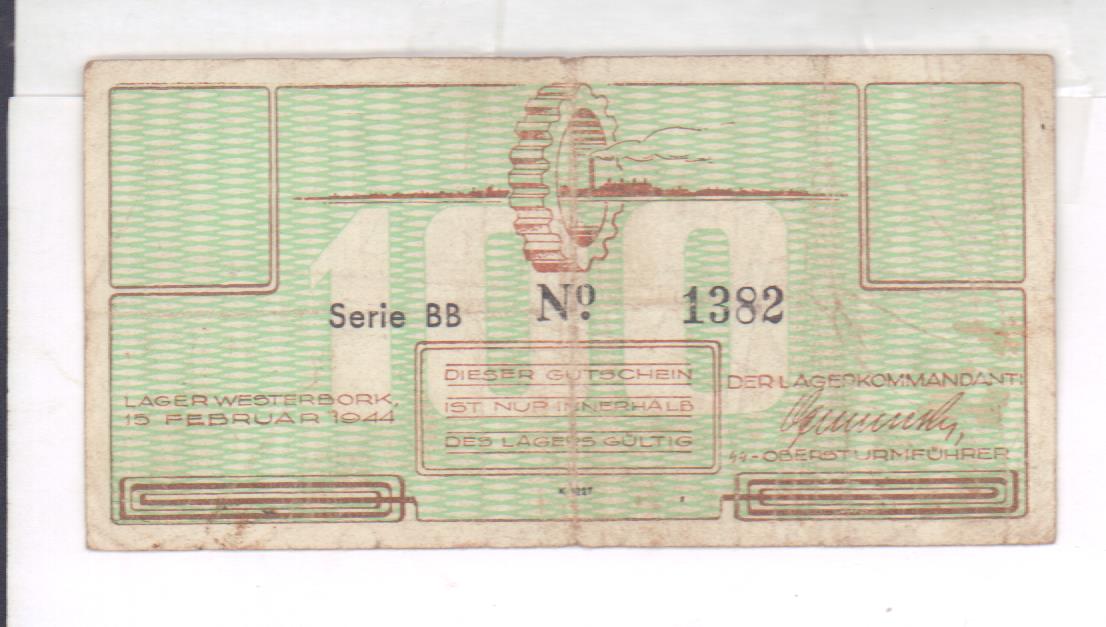 100
Serie BB Nº 1382
DIESER GUTSCHEIN
IST NUR INNERHALB
DES LAGERS GÜLTIG
LAGER WESTERBORK,
15 FEBRUAR 1944
DER LAGERKOMMANDANT:
SS-OBERSTURMFÜHRER